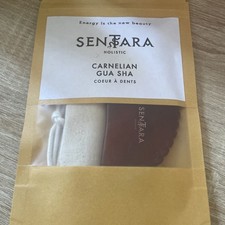 Energy is the new beauty
SENTARA
HOLISTIC
CARNELIAN
GUA SHA
COEUR À DENTS
SENTARA